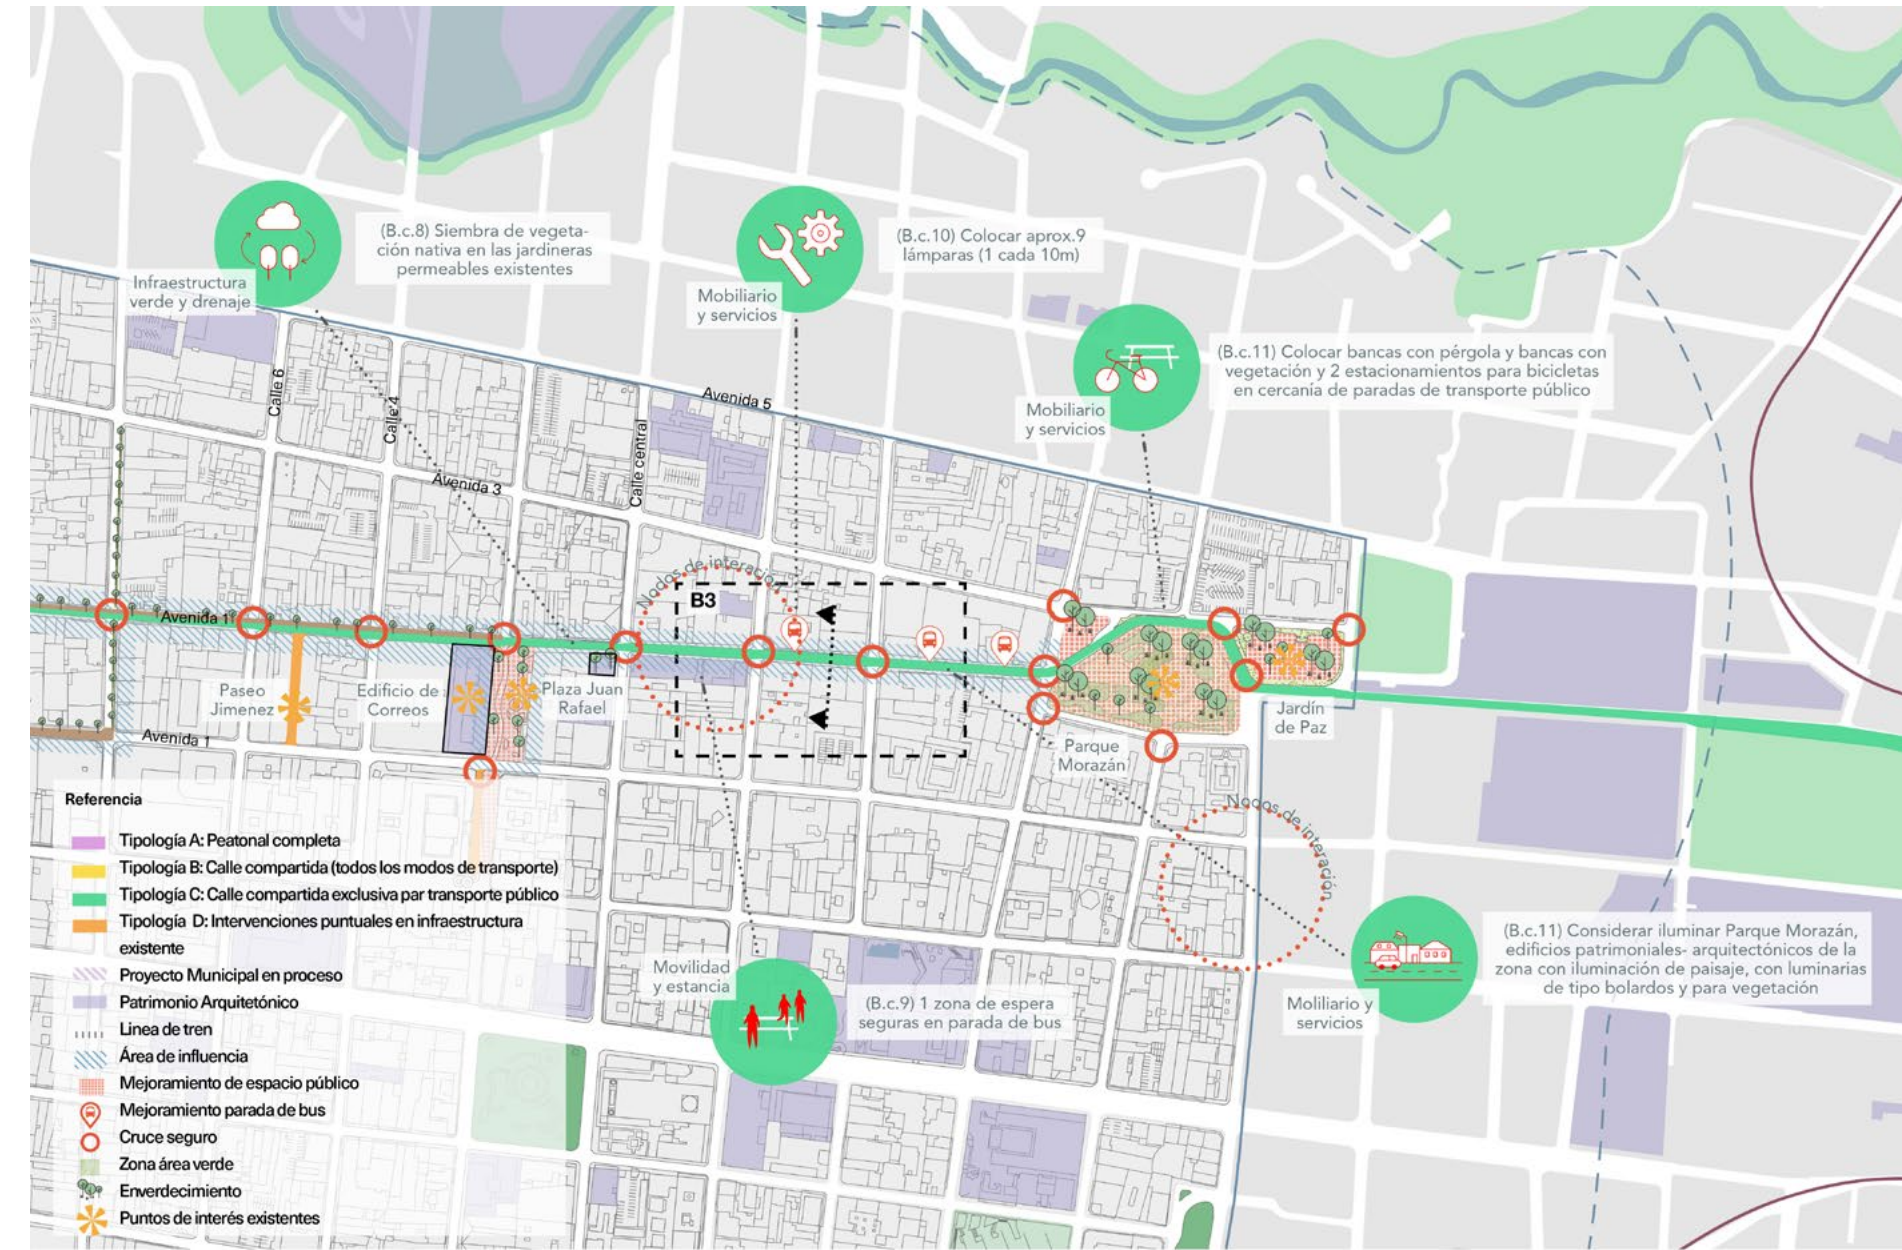 (B.c.8) Siembra de vegeta-
ción nativa en las jardineras
permeables existentes
Infraestructura
verde y drenaje
(B.c.10) Colocar aprox.9
lámparas (1 cada 10m)
Mobiliario
y servicios
(B.c.11) Colocar bancas con pérgola y bancas con
vegetación y 2 estacionamientos para bicicletas
en cercanía de paradas de transporte público
Mobiliario
y servicios
Calle 6
Calle 4
Calle central
Avenida 5
Avenida 3
Nodos de interacion
B3
Avenida 1
Paseo
Jimenez
Edificio de
Correos
Plaza Juan
Rafael
Avenida 1
Parque
Morazán
Jardín
de Paz
Nodos de interación
Movilidad
y estancia
(B.c.9) 1 zona de espera
seguras en parada de bus
Moliliario y
servicios
(B.c.11) Considerar iluminar Parque Morazán,
edificios patrimoniales- arquitectónicos de la
zona con iluminación de paisaje, con luminarias
de tipo bolardos y para vegetación
Referencia
Tipología A: Peatonal completa
Tipología B: Calle compartida (todos los modos de transporte)
Tipología C: Calle compartida exclusiva par transporte público
Tipología D: Intervenciones puntuales en infraestructura
existente
Proyecto Municipal en proceso
Patrimonio Arquitetónico
Linea de tren
Área de influencia
Mejoramiento de espacio público
Mejoramiento parada de bus
Cruce seguro
Zona área verde
Enverdecimiento
Puntos de interés existentes